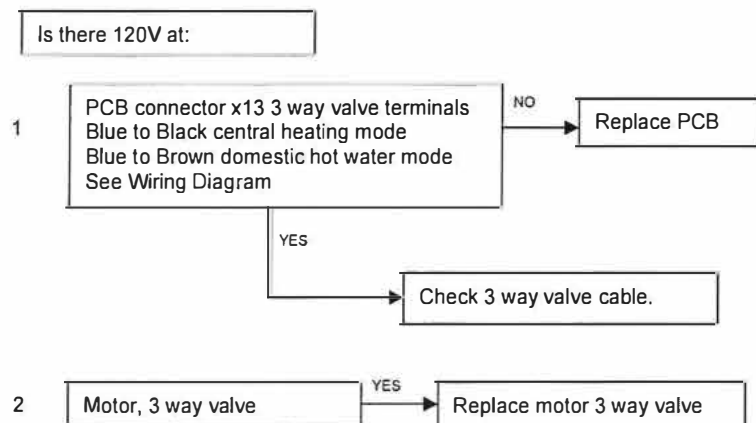 Is there 120V at:
1
PCB connector x13 3 way valve terminals
Blue to Black central heating mode
Blue to Brown domestic hot water mode
See Wiring Diagram
NO
Replace PCB
YES
Check 3 way valve cable.
2
Motor, 3 way valve
YES
Replace motor 3 way valve